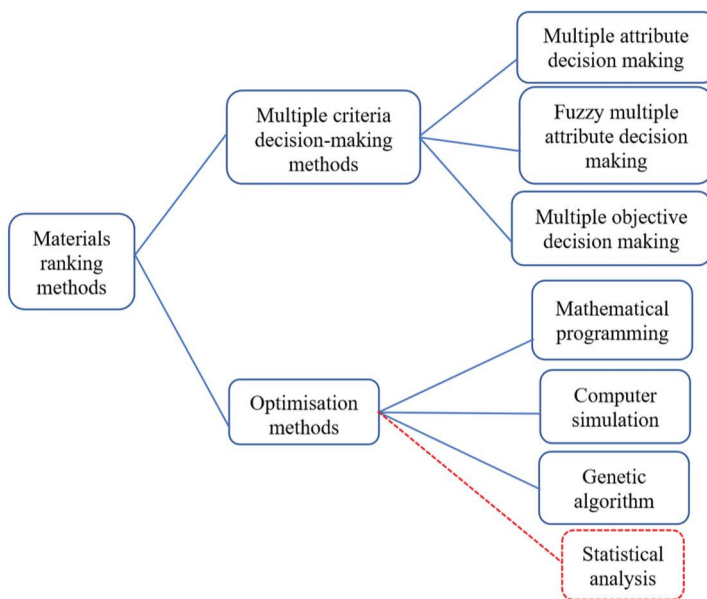 Multiple attribute
decision making
Multiple criteria
decision-making
methods
Fuzzy multiple
attribute decision
making
Multiple objective
decision making
Materials
ranking
methods
Mathematical
programming
Optimisation
methods
Computer
simulation
Genetic
algorithm
Statistical
analysis